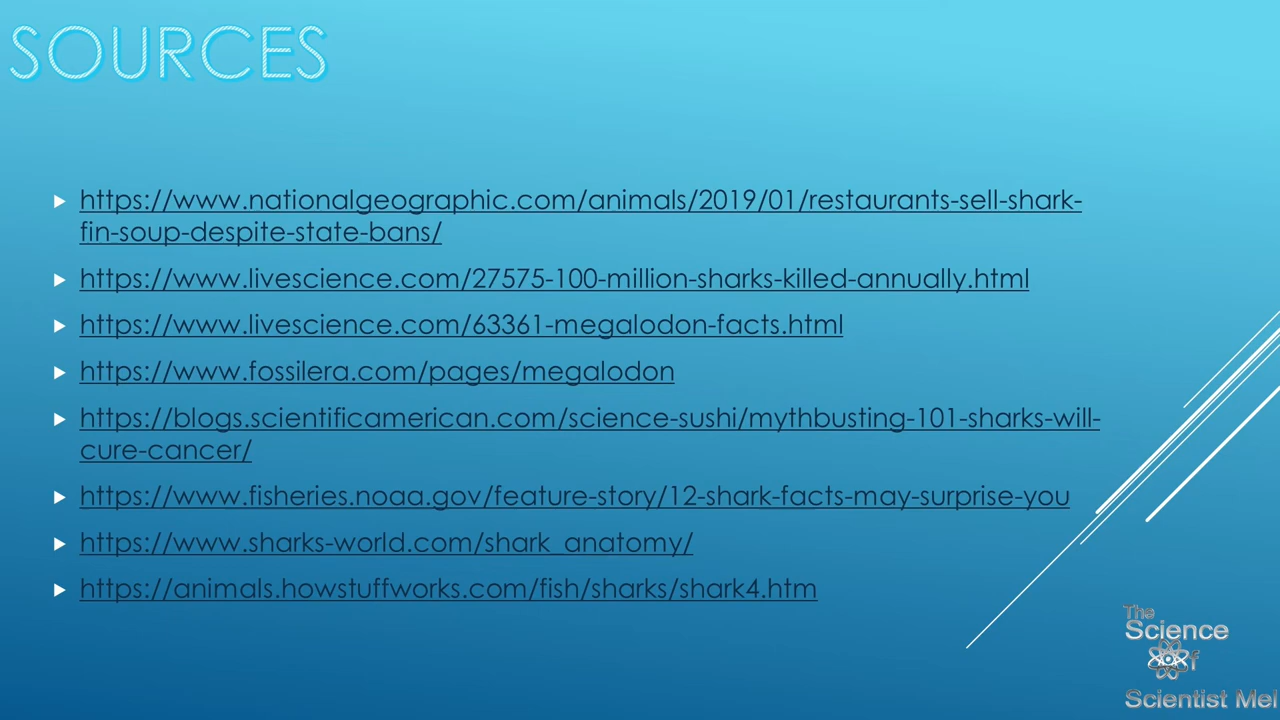 SOURCES
https://www.nationalgeographic.com/animals/2019/01/restaurants-sell-shark-
fin-soup-despite-state-bans/
https://www.livescience.com/27575-100-million-sharks-killed-annually.html
https://www.livescience.com/63361-megalodon-facts.html
https://www.fossilera.com/pages/megalodon
https://blogs.scientificamerican.com/science-sushi/mythbusting-101-sharks-will-
cure-cancer/
https://www.fisheries.noaa.gov/feature-story/12-shark-facts-may-surprise-you
https://www.sharks-world.com/shark_anatomy/
https://animals.howstuffworks.com/fish/sharks/shark4.htm
The
Science
of
Scientist Mel